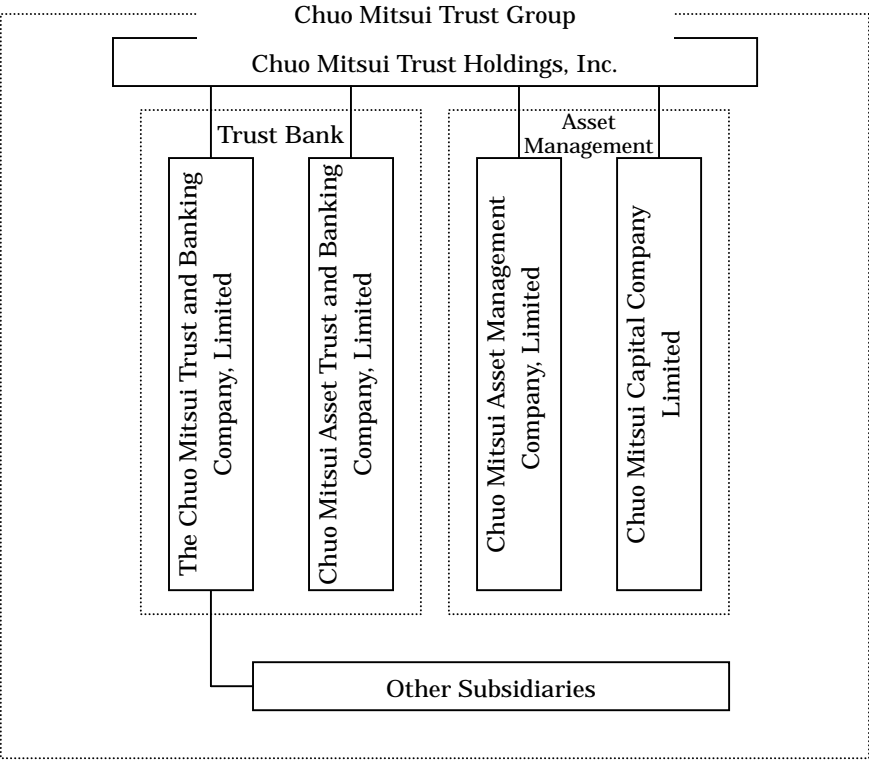 Chuo Mitsui Trust Group
Chuo Mitsui Trust Holdings, Inc.
Trust Bank
Asset
Management
The Chuo Mitsui Trust and Banking
Company, Limited
Chuo Mitsui Asset Trust and Banking
Company, Limited
Chuo Mitsui Asset Management
Company, Limited
Chuo Mitsui Capital Company
Limited
Other Subsidiaries